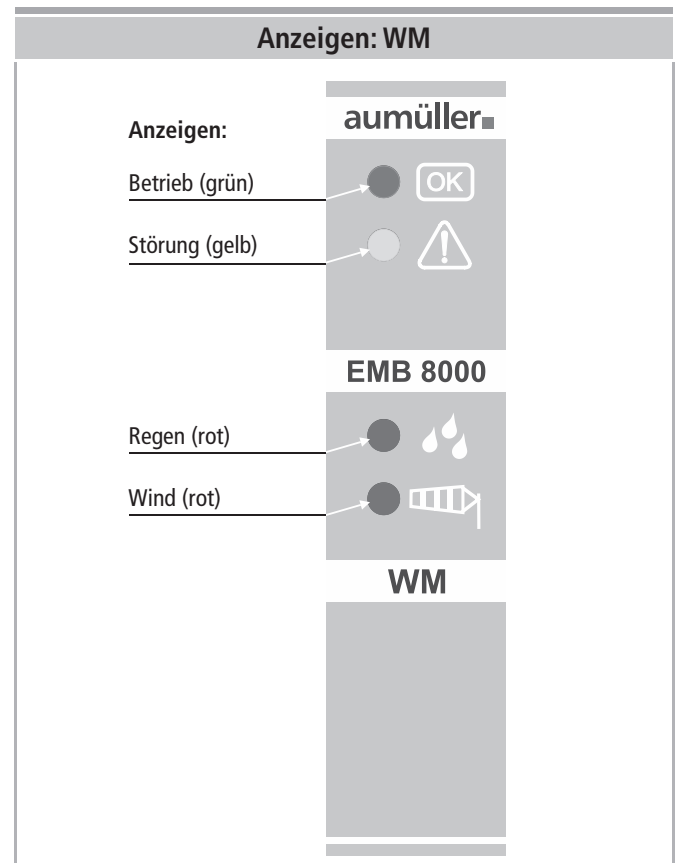 Anzeigen: WM
aumüller
Anzeigen:
Betrieb (grün)
OK
Störung (gelb)
EMB 8000
Regen (rot)
Wind (rot)
WM